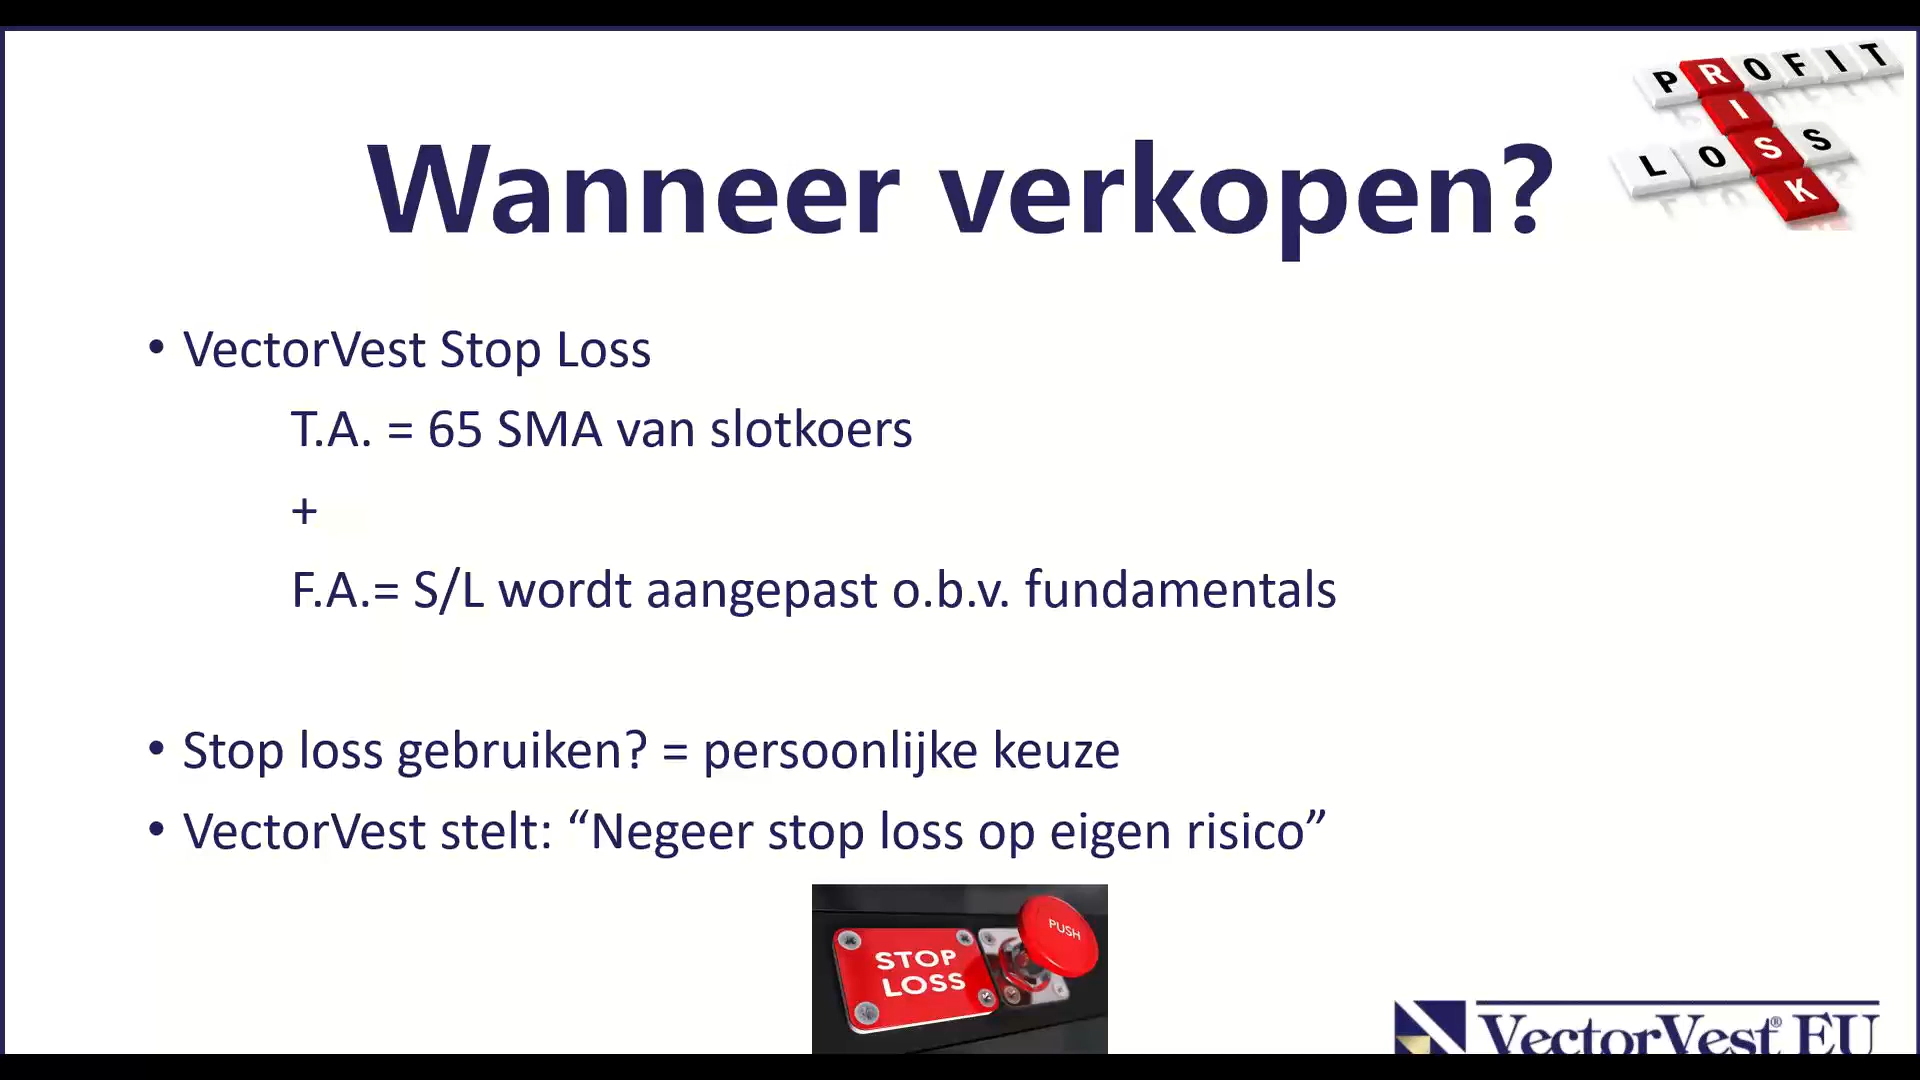 PROFIT
RISK
LOSS
Wanneer verkopen?
• VectorVest Stop Loss
T.A. = 65 SMA van slotkoers
+
F.A.= S/L wordt aangepast o.b.v. fundamentals
• Stop loss gebruiken? = persoonlijke keuze
• VectorVest stelt: “Negeer stop loss op eigen risico”
STOP
LOSS
PUSH
VectorVest® EU